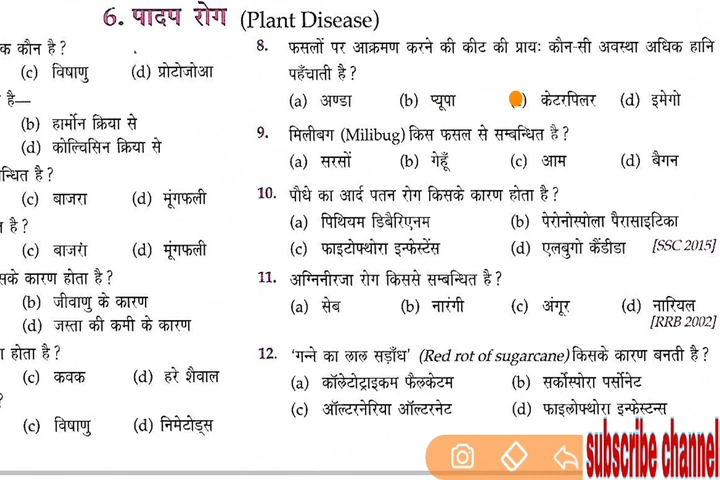 6. पादप रोग (Plant Disease)
क कौन है ?
(c) विषाणु (d) प्रोटोजोआ
है—
(b) हार्मोन क्रिया से
(d) कोल्चिसिन क्रिया से
न्धित है ?
(c) बाजरा (d) मूंगफली
है ?
(c) बाजरा (d) मूंगफली
सके कारण होता है ?
(b) जीवाणु के कारण
(d) जस्ता की कमी के कारण
होता है ?
(c) कवक (d) हरे शैवाल
?
(c) विषाणु (d) निमेटोड्स
8. फसलों पर आक्रमण करने की कीट की प्रायः कौन-सी अवस्था अधिक हानि
पहुँचाती है ?
(a) अण्डा (b) प्यूपा ) केटरपिलर (d) इमेगो
9. मिलीबग (Milibug) किस फसल से सम्बन्धित है ?
(a) सरसों (b) गेहूँ (c) आम (d) बैगन
10. पौधे का आर्द पतन रोग किसके कारण होता है ?
(a) पिथियम डिबैरिएनम (b) पेरोनोस्पोला पैरासाइटिका
(c) फाइटोफ्थोरा इन्फेस्टेंस (d) एलबुगो कैंडीडा [SSC 2015]
11. अग्निनीरजा रोग किससे सम्बन्धित है ?
(a) सेब (b) नारंगी (c) अंगूर (d) नारियल
[RRB 2002]
12. 'गन्ने का लाल सड़ाँध' (Red rot of sugarcane) किसके कारण बनती है ?
(a) कॉलेटोट्राइकम फैलकेटम (b) सर्कोस्पोरा पर्सोनेट
(c) ऑल्टरनेरिया ऑल्टरनेट (d) फाइलोफ्थोरा इन्फेस्टन्स
subscribe channel